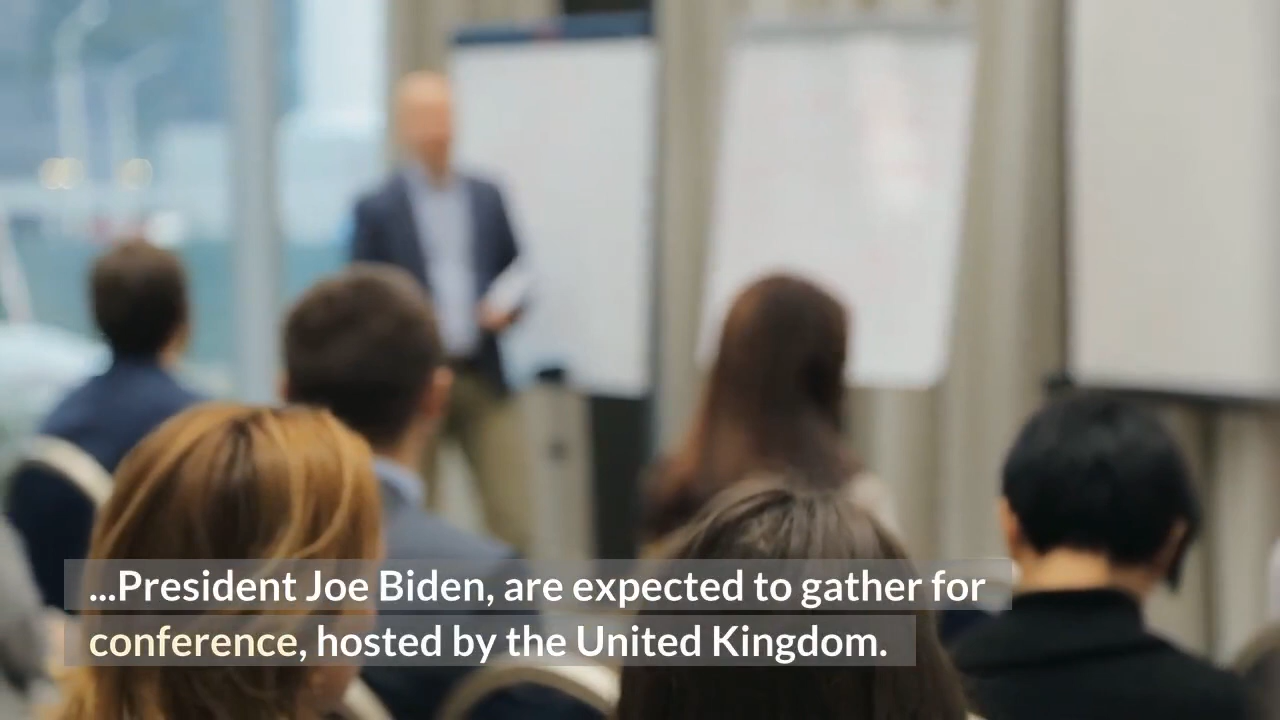 ...President Joe Biden, are expected to gather for
conference, hosted by the United Kingdom.